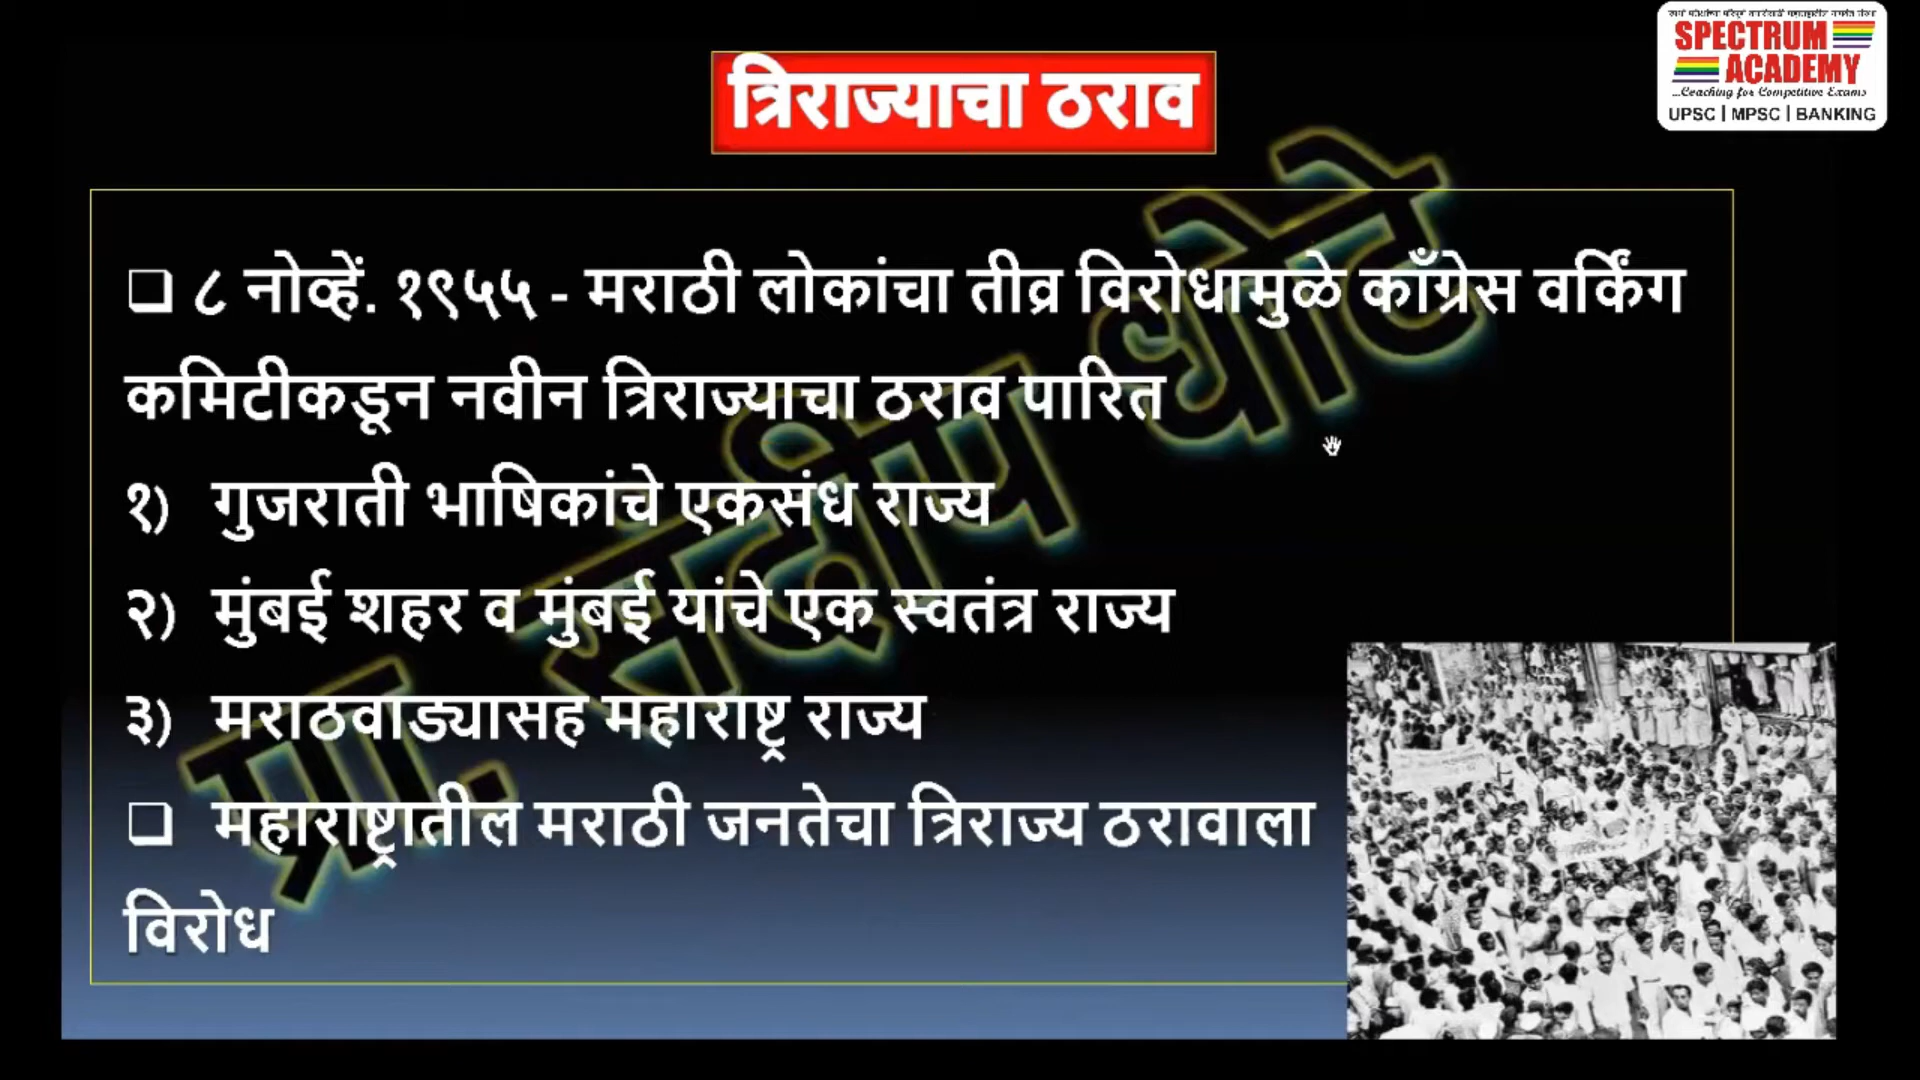 SPECTRUM
ACADEMY
...Coaching for Competitive Exams
UPSC | MPSC | BANKING
त्रिराज्याचा ठराव
❑ ८ नोव्हें. १९५५ - मराठी लोकांचा तीव्र विरोधामुळे काँग्रेस वर्किंग
कमिटीकडून नवीन त्रिराज्याचा ठराव पारित
१) गुजराती भाषिकांचे एकसंध राज्य
२) मुंबई शहर व मुंबई यांचे एक स्वतंत्र राज्य
३) मराठवाड्यासह महाराष्ट्र राज्य
❑ महाराष्ट्रातील मराठी जनतेचा त्रिराज्य ठरावाला
विरोध
प्रा. संदीप धोटे